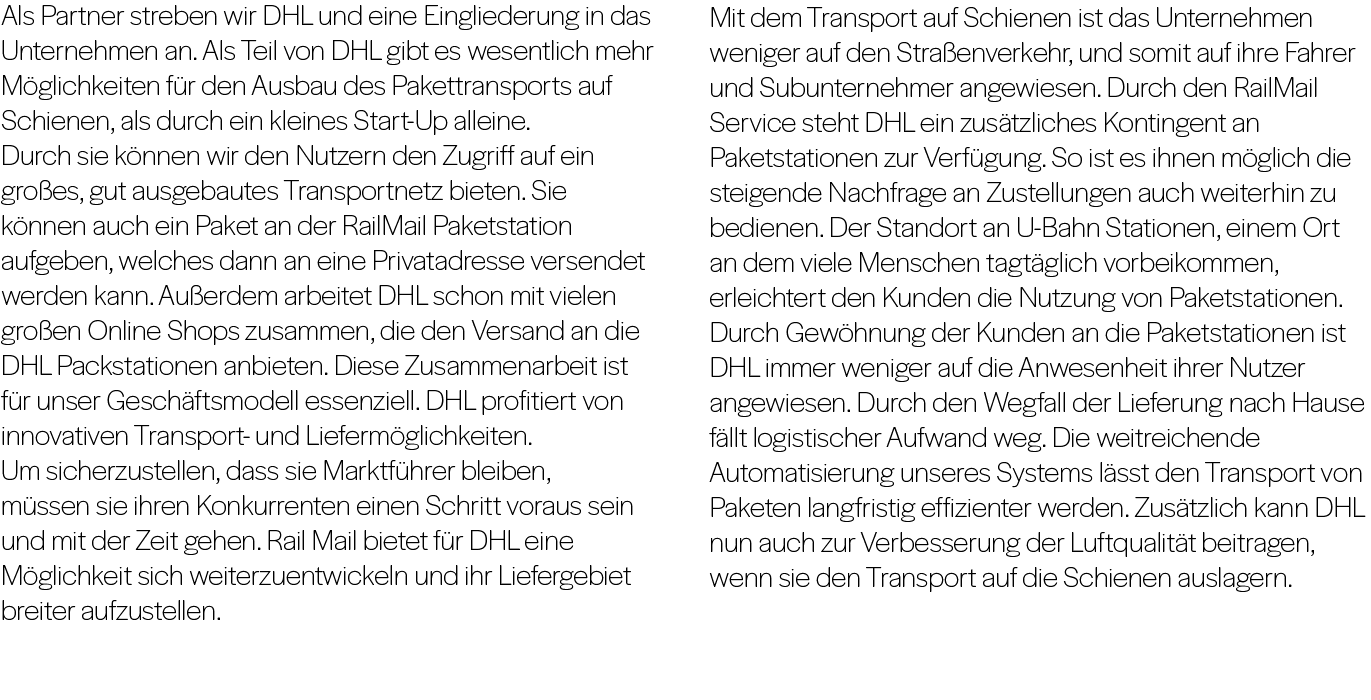 Als Partner streben wir DHL und eine Eingliederung in das
Unternehmen an. Als Teil von DHL gibt es wesentlich mehr
Möglichkeiten für den Ausbau des Pakettransports auf
Schienen, als durch ein kleines Start-Up alleine.
Durch sie können wir den Nutzern den Zugriff auf ein
großes, gut ausgebautes Transportnetz bieten. Sie
können auch ein Paket an der RailMail Paketstation
aufgeben, welches dann an eine Privatadresse versendet
werden kann. Außerdem arbeitet DHL schon mit vielen
großen Online Shops zusammen, die den Versand an die
DHL Packstationen anbieten. Diese Zusammenarbeit ist
für unser Geschäftsmodell essenziell. DHL profitiert von
innovativen Transport- und Liefermöglichkeiten.
Um sicherzustellen, dass sie Marktführer bleiben,
müssen sie ihren Konkurrenten einen Schritt voraus sein
und mit der Zeit gehen. Rail Mail bietet für DHL eine
Möglichkeit sich weiterzuentwickeln und ihr Liefergebiet
breiter aufzustellen.
Mit dem Transport auf Schienen ist das Unternehmen
weniger auf den Straßenverkehr, und somit auf ihre Fahrer
und Subunternehmer angewiesen. Durch den RailMail
Service steht DHL ein zusätzliches Kontingent an
Paketstationen zur Verfügung. So ist es ihnen möglich die
steigende Nachfrage an Zustellungen auch weiterhin zu
bedienen. Der Standort an U-Bahn Stationen, einem Ort
an dem viele Menschen tagtäglich vorbeikommen,
erleichtert den Kunden die Nutzung von Paketstationen.
Durch Gewöhnung der Kunden an die Paketstationen ist
DHL immer weniger auf die Anwesenheit ihrer Nutzer
angewiesen. Durch den Wegfall der Lieferung nach Hause
fällt logistischer Aufwand weg. Die weitreichende
Automatisierung unseres Systems lässt den Transport von
Paketen langfristig effizienter werden. Zusätzlich kann DHL
nun auch zur Verbesserung der Luftqualität beitragen,
wenn sie den Transport auf die Schienen auslagern.